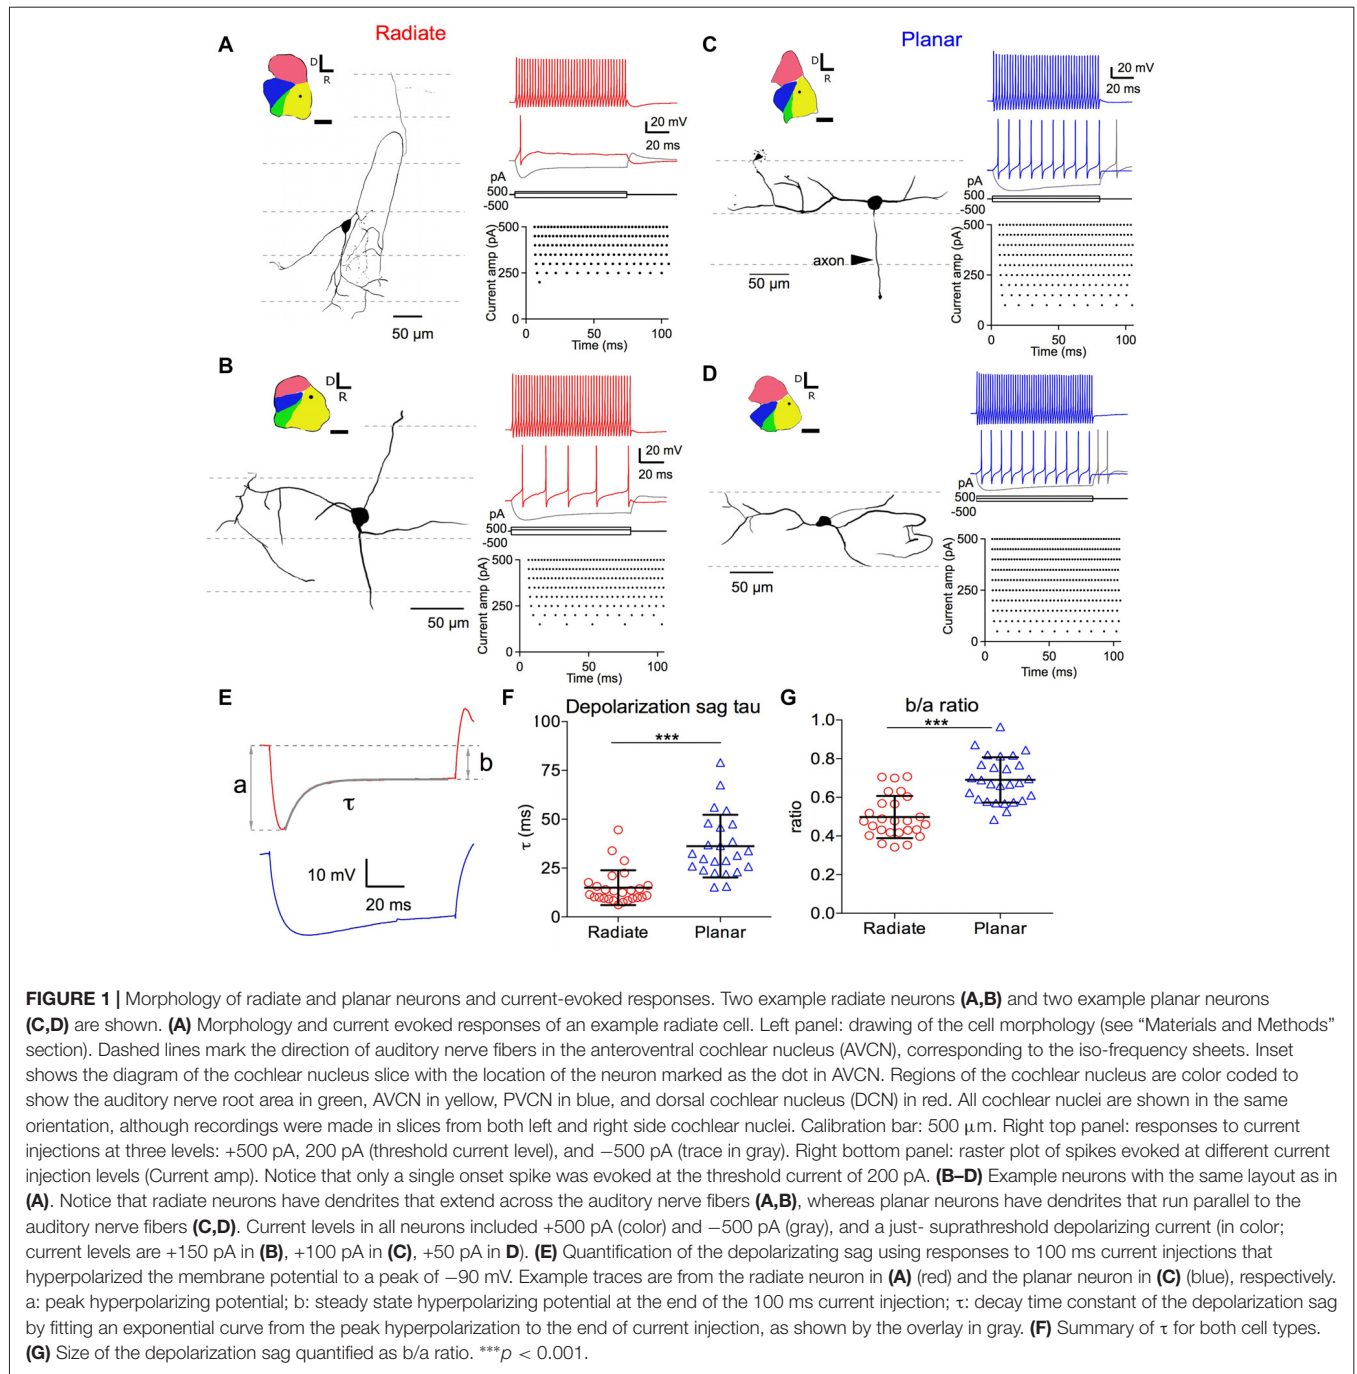 Radiate
Planar
A
D
R
20 mV
20 ms
pA
500
-500
50 µm
Current amp (pA)
500
250
0
0 50 100
Time (ms)
C
D
R
20 mV
20 ms
pA
500
-500
axon
50 µm
Current amp (pA)
500
250
0
0 50 100
Time (ms)
B
D
R
20 mV
20 ms
pA
500
-500
50 µm
Current amp (pA)
500
250
0
0 50 100
Time (ms)
D
D
R
20 mV
20 ms
pA
500
-500
50 µm
Current amp (pA)
500
250
0
0 50 100
Time (ms)
E
a
b
τ
10 mV
20 ms
F
Depolarization sag tau
***
τ (ms)
100
75
50
25
0
Radiate Planar
G
b/a ratio
***
ratio
1.0
0.8
0.6
0.4
0.2
0.0
Radiate Planar
FIGURE 1 | Morphology of radiate and planar neurons and current-evoked responses. Two example radiate neurons (A,B) and two example planar neurons
(C,D) are shown. (A) Morphology and current evoked responses of an example radiate cell. Left panel: drawing of the cell morphology (see “Materials and Methods”
section). Dashed lines mark the direction of auditory nerve fibers in the anteroventral cochlear nucleus (AVCN), corresponding to the iso-frequency sheets. Inset
shows the diagram of the cochlear nucleus slice with the location of the neuron marked as the dot in AVCN. Regions of the cochlear nucleus are color coded to
show the auditory nerve root area in green, AVCN in yellow, PVCN in blue, and dorsal cochlear nucleus (DCN) in red. All cochlear nuclei are shown in the same
orientation, although recordings were made in slices from both left and right side cochlear nuclei. Calibration bar: 500 µm. Right top panel: responses to current
injections at three levels: +500 pA, 200 pA (threshold current level), and −500 pA (trace in gray). Right bottom panel: raster plot of spikes evoked at different current
injection levels (Current amp). Notice that only a single onset spike was evoked at the threshold current of 200 pA. (B–D) Example neurons with the same layout as in
(A). Notice that radiate neurons have dendrites that extend across the auditory nerve fibers (A,B), whereas planar neurons have dendrites that run parallel to the
auditory nerve fibers (C,D). Current levels in all neurons included +500 pA (color) and −500 pA (gray), and a just- suprathreshold depolarizing current (in color;
current levels are +150 pA in (B), +100 pA in (C), +50 pA in D). (E) Quantification of the depolarizating sag using responses to 100 ms current injections that
hyperpolarized the membrane potential to a peak of −90 mV. Example traces are from the radiate neuron in (A) (red) and the planar neuron in (C) (blue), respectively.
a: peak hyperpolarizing potential; b: steady state hyperpolarizing potential at the end of the 100 ms current injection; τ: decay time constant of the depolarization sag
by fitting an exponential curve from the peak hyperpolarization to the end of current injection, as shown by the overlay in gray. (F) Summary of τ for both cell types.
(G) Size of the depolarization sag quantified as b/a ratio. ***p < 0.001.